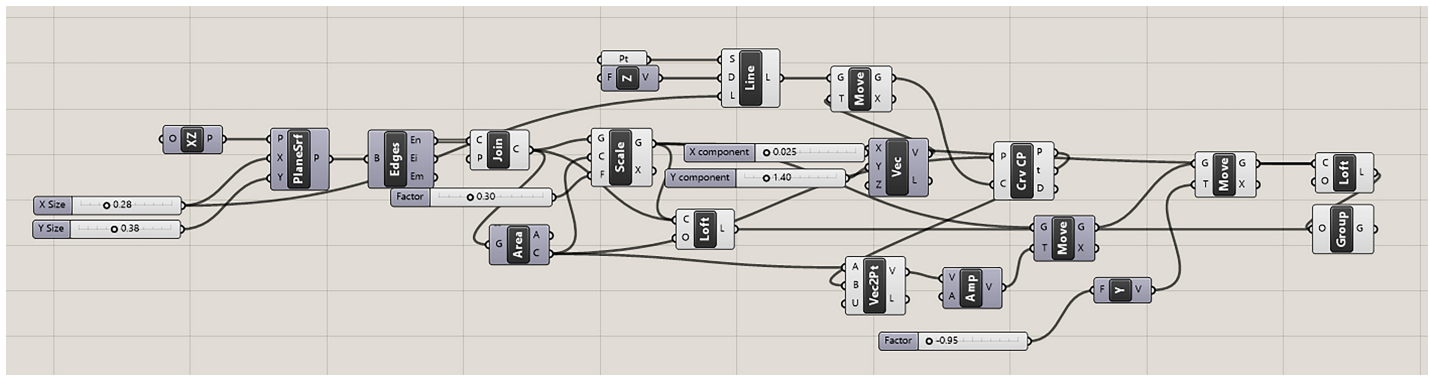 Pt
F Z V
S D L Line L
G T Move G X
O XZ P
P X Y PlaneSrf P
B Edges En Ei Em
C P Join C
G C F Scale G X
X component 0.025
Y component 1.40
X Y Z Vec V L
P C Crv CP P t D
G T Move G X
C O Loft L
X Size 0.28
Y Size 0.38
Factor 0.30
G Area A C
C O Loft L
G T Move G X
O Group G
A B U Vec2Pt V L
V A Amp V
F Y V
Factor -0.95